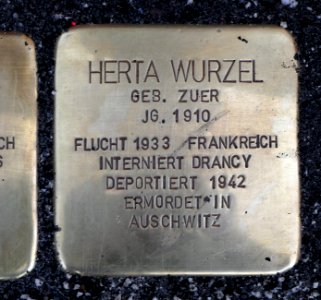 HERTA WURZEL
GEB. ZUER
JG. 1910
FLUCHT 1933 FRANKREICH
INTERNIERT DRANCY
DEPORTIERT 1942
ERMORDET IN
AUSCHWITZ